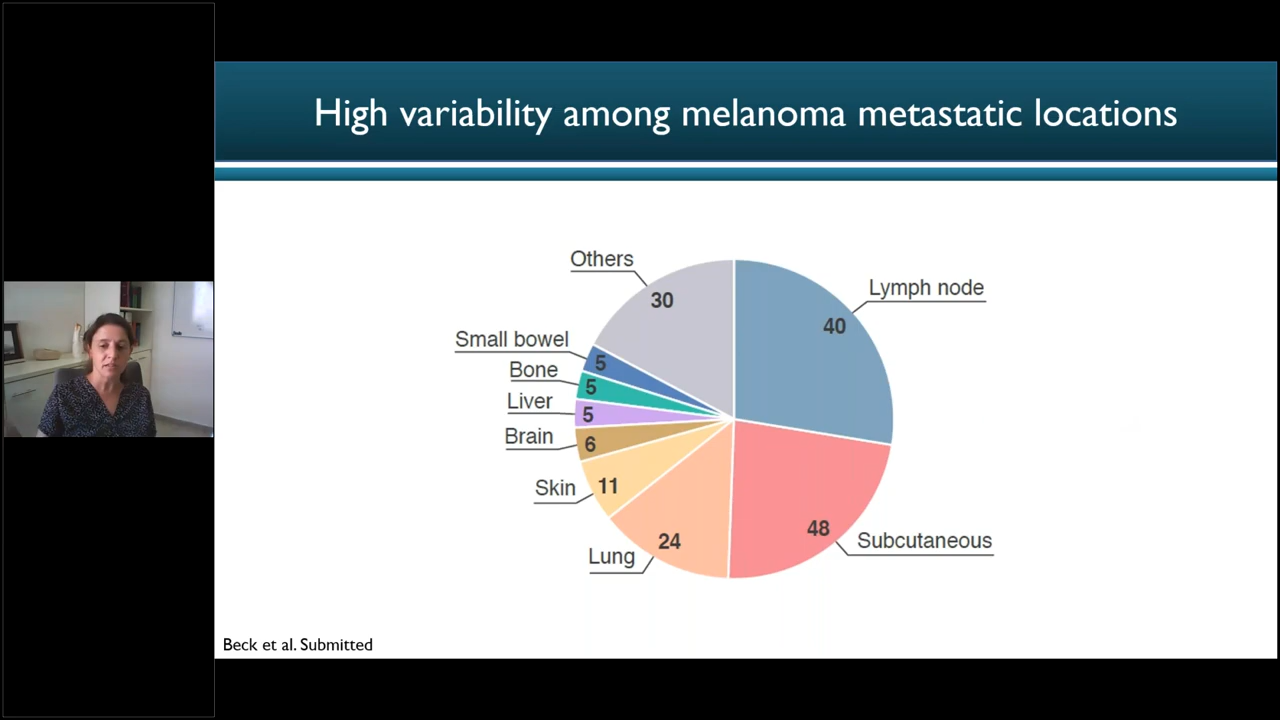 High variability among melanoma metastatic locations
Others
30
Lymph node
40
Small bowel
5
Bone
5
Liver
5
Brain
6
Skin
11
Lung
24
48
Subcutaneous
Beck et al. Submitted